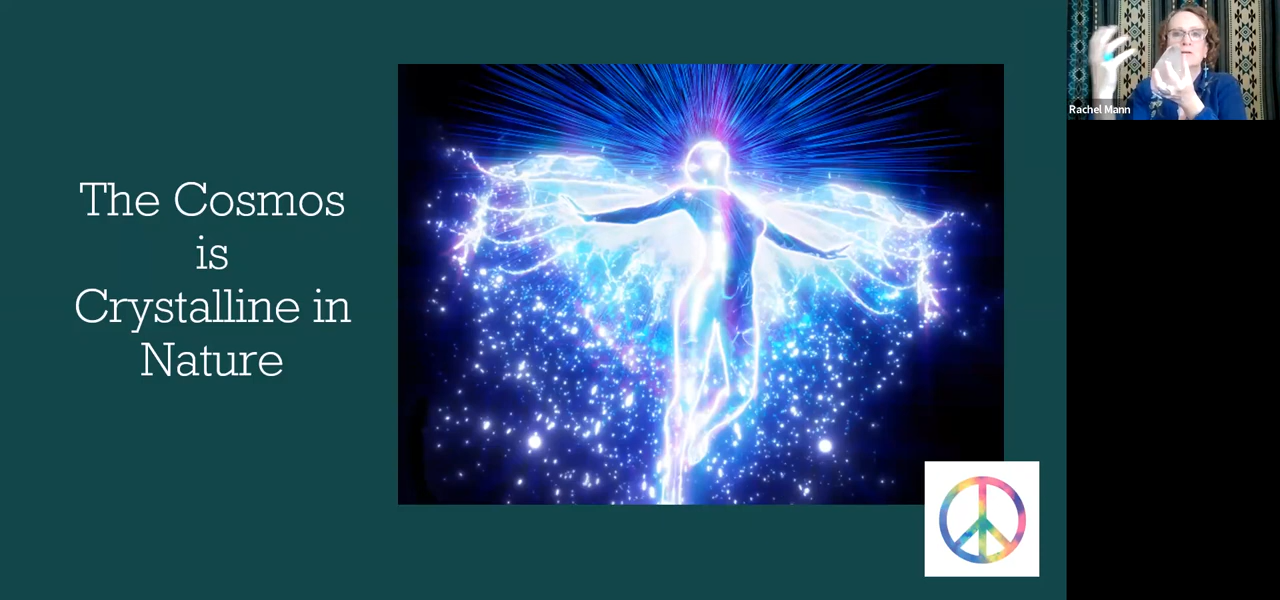 The Cosmos
is
Crystalline in
Nature
Rachel Mann